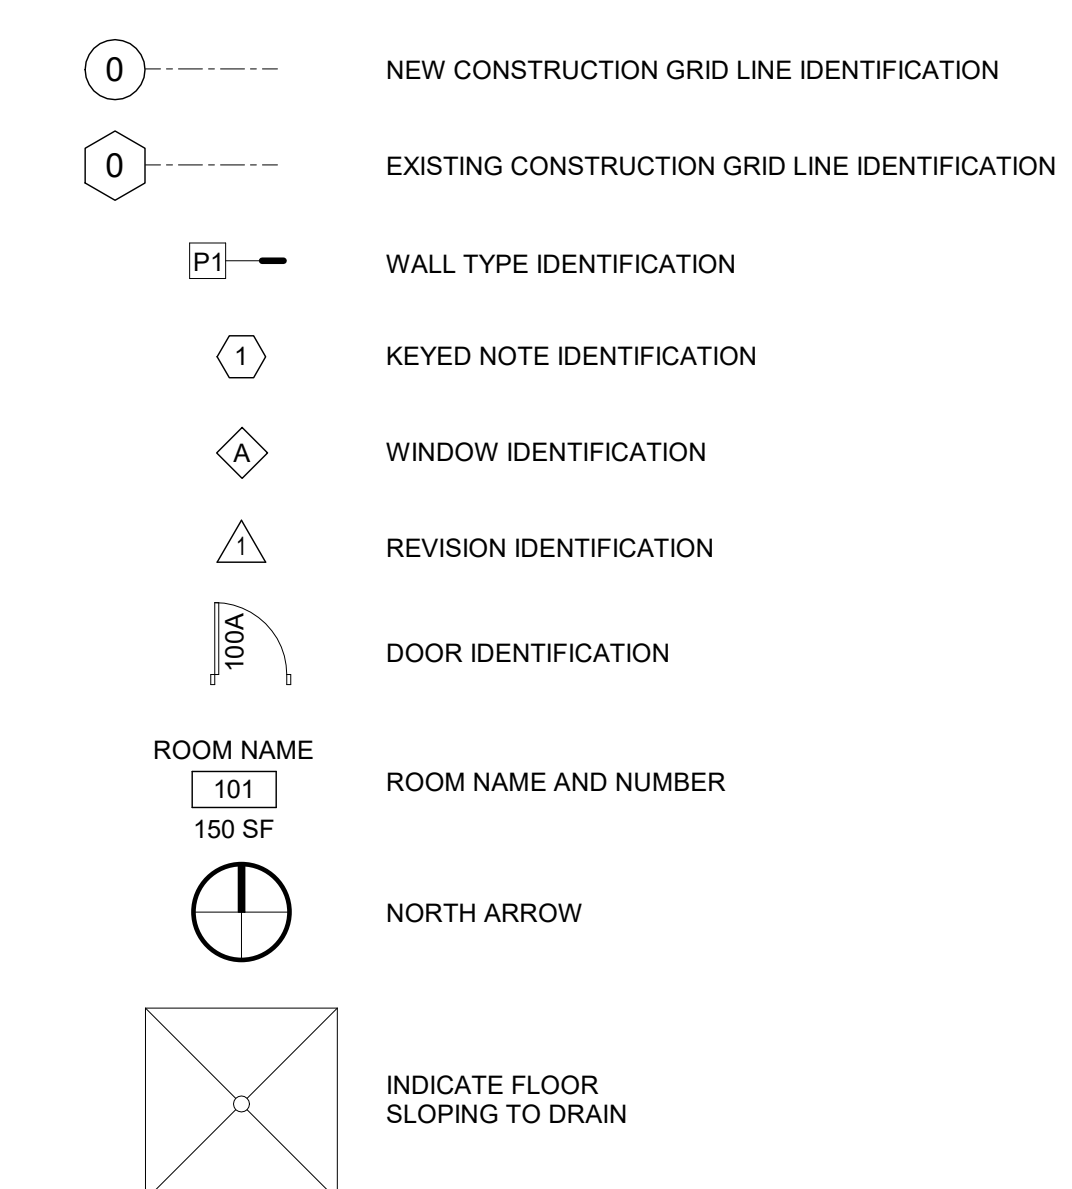 0 NEW CONSTRUCTION GRID LINE IDENTIFICATION
0 EXISTING CONSTRUCTION GRID LINE IDENTIFICATION
P1 WALL TYPE IDENTIFICATION
1 KEYED NOTE IDENTIFICATION
A WINDOW IDENTIFICATION
1 REVISION IDENTIFICATION
100A DOOR IDENTIFICATION
ROOM NAME
101 ROOM NAME AND NUMBER
150 SF
NORTH ARROW
INDICATE FLOOR
SLOPING TO DRAIN